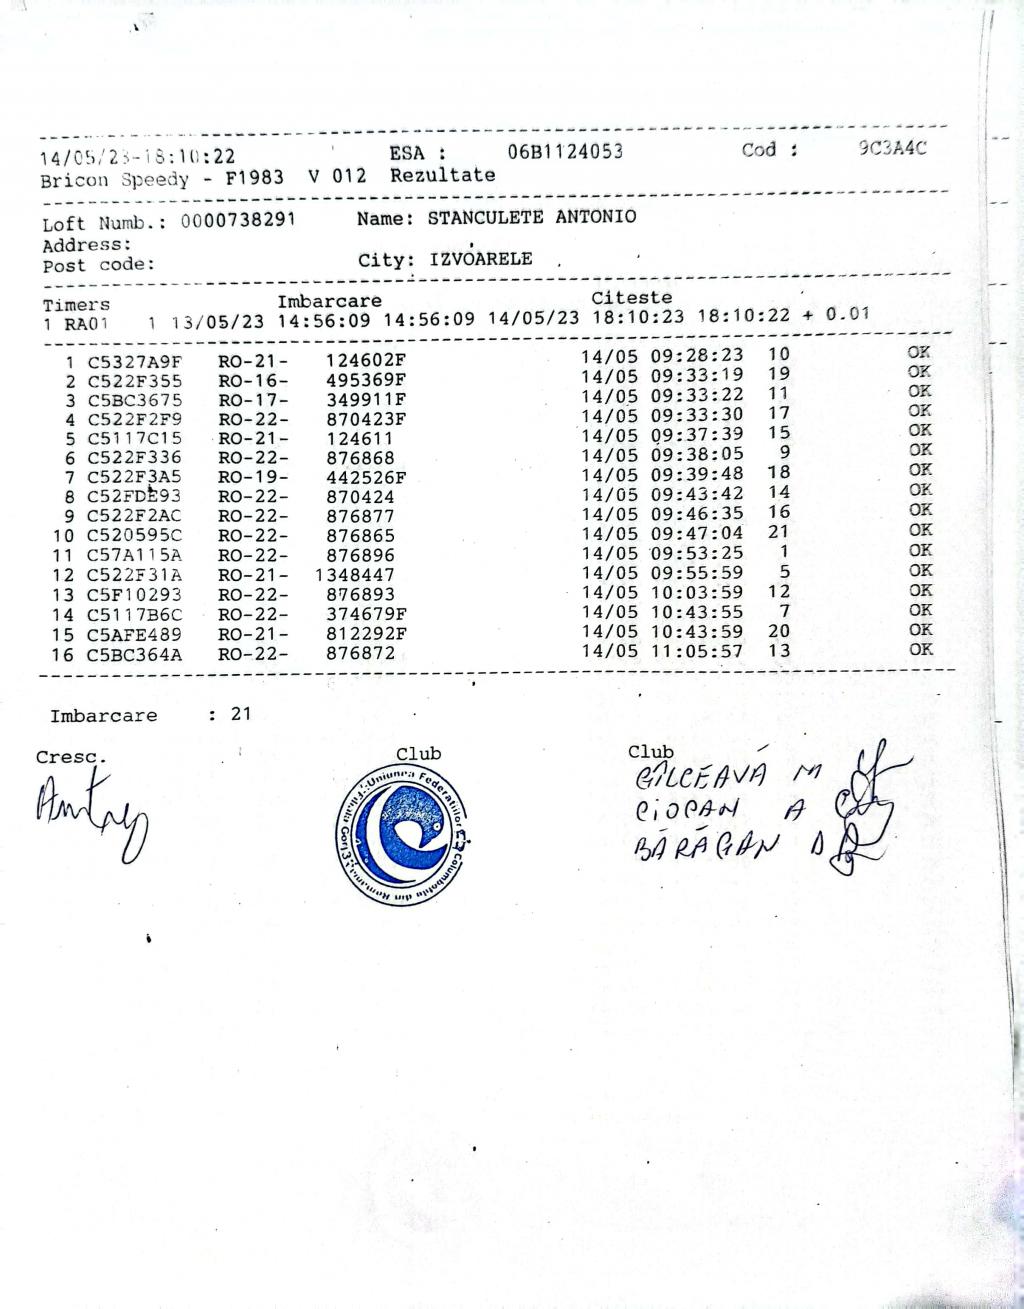 14/05/23-18:10:22 ESA : 06B1124053 Cod : 9C3A4C
Bricon Speedy - F1983 V 012 Rezultate
Loft Numb.: 0000738291 Name: STANCULETE ANTONIO
Address:
Post code: City: IZVOARELE
Timers Imbarcare Citeste
1 RA01 1 13/05/23 14:56:09 14:56:09 14/05/23 18:10:23 18:10:22 + 0.01
1 C5327A9F RO-21- 124602F 14/05 09:28:23 10 OK
2 C522F355 RO-16- 495369F 14/05 09:33:19 19 OK
3 C5BC3675 RO-17- 349911F 14/05 09:33:22 11 OK
4 C522F2F9 RO-22- 870423F 14/05 09:33:30 17 OK
5 C5117C15 RO-21- 124611 14/05 09:37:39 15 OK
6 C522F336 RO-22- 876868 14/05 09:38:05 9 OK
7 C522F3A5 RO-19- 442526F 14/05 09:39:48 18 OK
8 C52FDE93 RO-22- 870424 14/05 09:43:42 14 OK
9 C522F2AC RO-22- 876877 14/05 09:46:35 16 OK
10 C520595C RO-22- 876865 14/05 09:47:04 21 OK
11 C57A115A RO-22- 876896 14/05 09:53:25 1 OK
12 C522F31A RO-21- 1348447 14/05 09:55:59 5 OK
13 C5F10293 RO-22- 876893 14/05 10:03:59 12 OK
14 C5117B6C RO-22- 374679F 14/05 10:43:55 7 OK
15 C5AFE489 RO-21- 812292F 14/05 10:43:59 20 OK
16 C5BC364A RO-22- 876872 14/05 11:05:57 13 OK
Imbarcare : 21
Cresc. Club Club
GÎLCEAVĂ M
CIOPAN A
BĂRĂGAN D
Uniunea Federatiilor Columbofile din Romania
Filiala Gorj